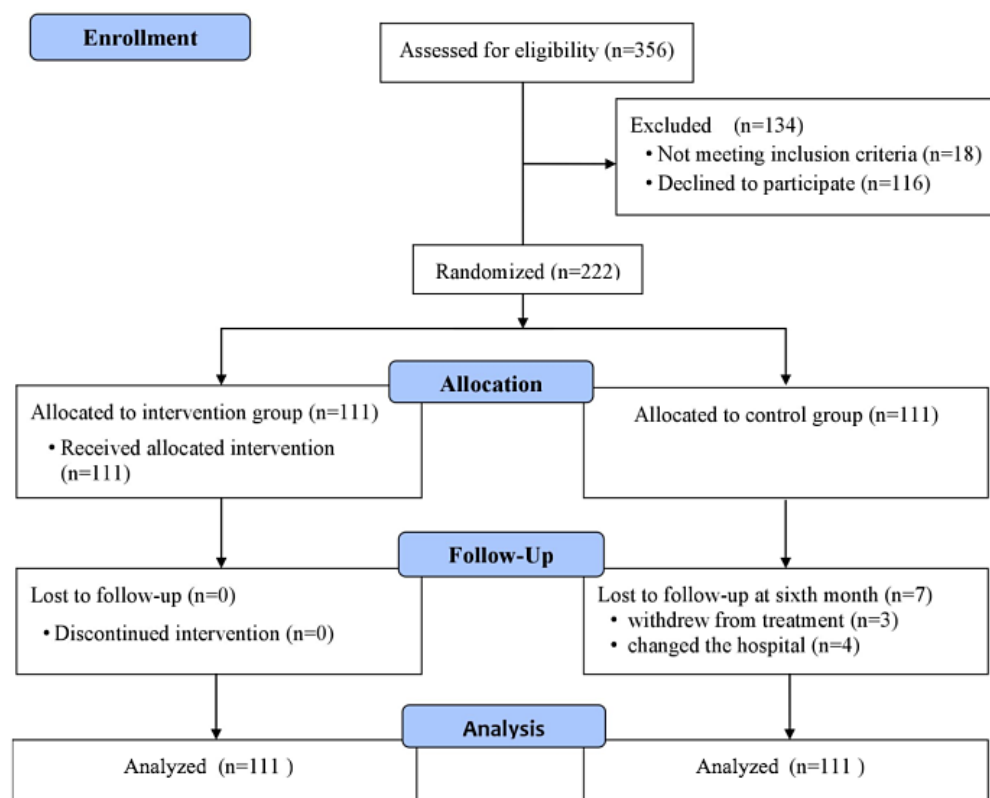 Enrollment
Assessed for eligibility (n=356)
Excluded (n=134)
• Not meeting inclusion criteria (n=18)
• Declined to participate (n=116)
Randomized (n=222)
Allocation
Allocated to intervention group (n=111)
• Received allocated intervention
(n=111)
Allocated to control group (n=111)
Follow-Up
Lost to follow-up (n=0)
• Discontinued intervention (n=0)
Lost to follow-up at sixth month (n=7)
• withdrew from treatment (n=3)
• changed the hospital (n=4)
Analysis
Analyzed (n=111 )
Analyzed (n=111 )